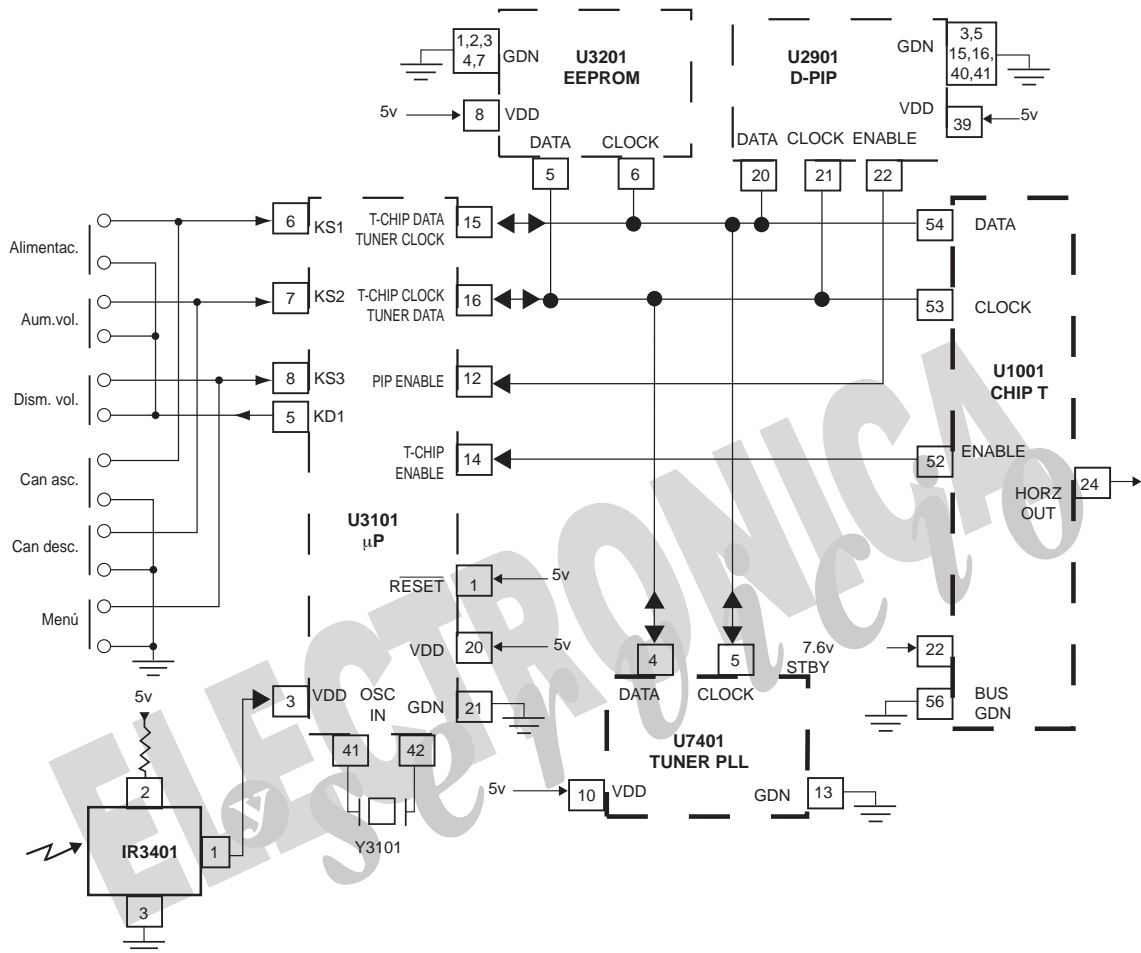 1,2,3
4,7
GDN
U3201
EEPROM
5v
8
VDD
DATA
CLOCK
5
6
U2901
D-PIP
GDN
3,5
15,16,
40,41
VDD
39
5v
DATA
CLOCK
ENABLE
20
21
22
Alimentac.
Aum.vol.
Dism. vol.
Can asc.
Can desc.
Menú
6
KS1
7
KS2
8
KS3
5
KD1
T-CHIP DATA
TUNER CLOCK
15
T-CHIP CLOCK
TUNER DATA
16
PIP ENABLE
12
T-CHIP
ENABLE
14
U3101
µP
RESET
1
5v
VDD
20
5v
3
VDD
OSC
IN
GDN
21
41
42
Y3101
5v
2
IR3401
1
3
54
DATA
53
CLOCK
U1001
CHIP T
52
ENABLE
HORZ
OUT
24
7.6v
STBY
22
56
BUS
GDN
4
5
DATA
CLOCK
U7401
TUNER PLL
5v
10
VDD
GDN
13
ELECTRONICA
y servicio